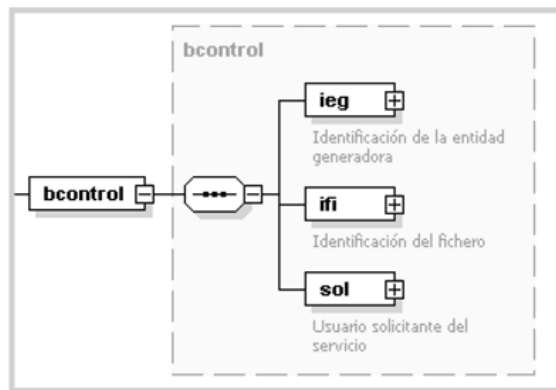 bcontrol
ieg
Identificación de la entidad
generadora
bcontrol
ifi
Identificación del fichero
sol
Usuario solicitante del
servicio